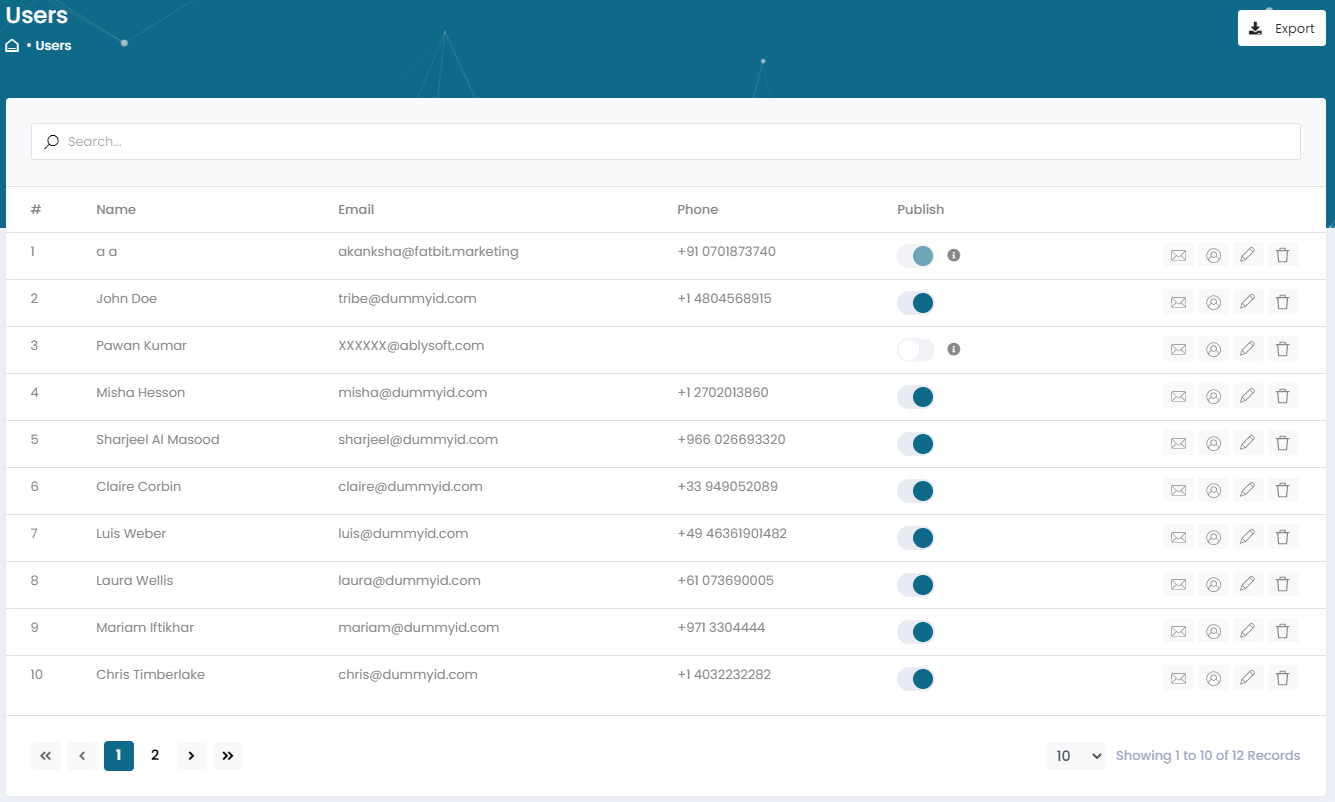 Users
• Users
Export
Search...
# Name Email Phone Publish
1 a a akanksha@fatbit.marketing +91 0701873740
2 John Doe tribe@dummyid.com +1 4804568915
3 Pawan Kumar XXXXXX@ablysoft.com
4 Misha Hesson misha@dummyid.com +1 2702013860
5 Sharjeel Al Masood sharjeel@dummyid.com +966 026693320
6 Claire Corbin claire@dummyid.com +33 949052089
7 Luis Weber luis@dummyid.com +49 46361901482
8 Laura Wellis laura@dummyid.com +61 073690005
9 Mariam Iftikhar mariam@dummyid.com +971 3304444
10 Chris Timberlake chris@dummyid.com +1 4032232282
« ‹ 1 2 › » 10 Showing 1 to 10 of 12 Records